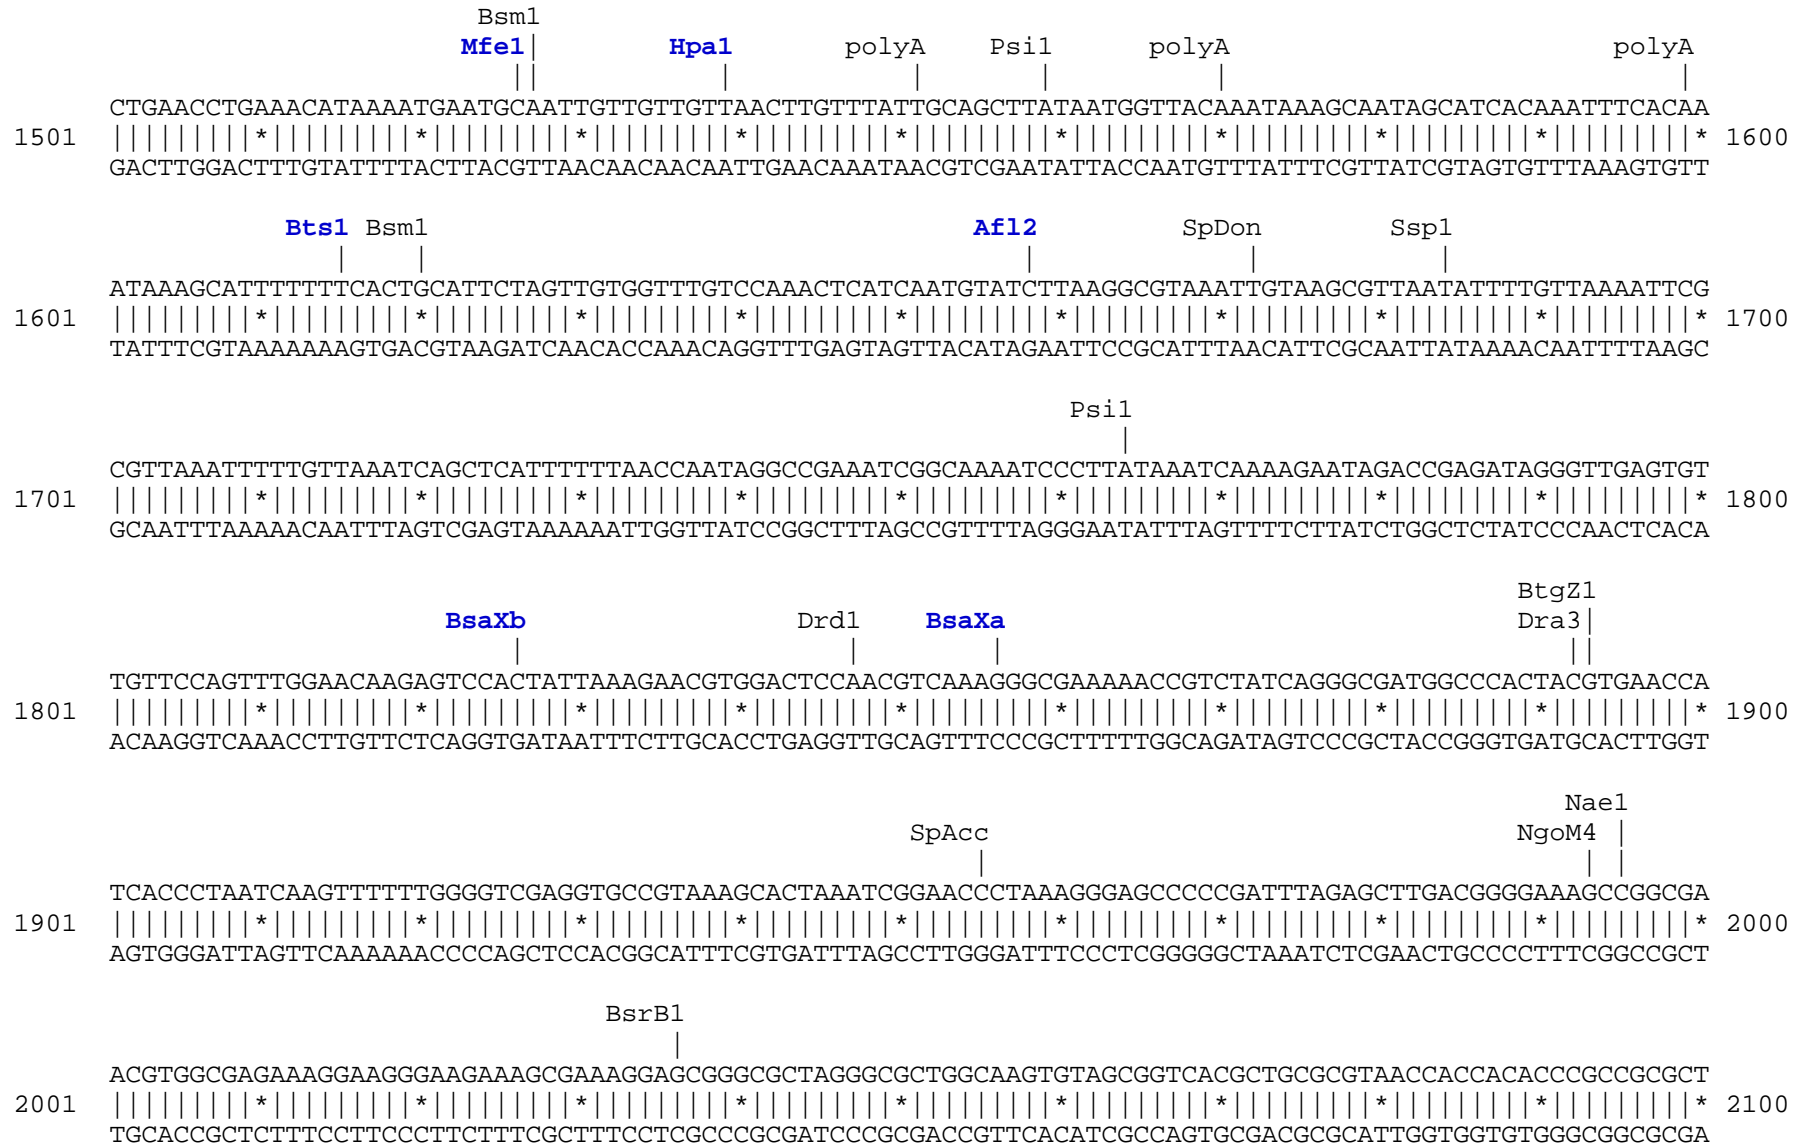 Bsm1
Mfe1| Hpa1 polyA Psi1 polyA polyA
|| | | | | |
CTGAACCTGAAACATAAAATGAATGCAATTGTTGTTGTTAACTTGTTTATTGCAGCTTATAATGGTTACAAATAAAGCAATAGCATCACAAATTTCACAA
1501 |||||||||*|||||||||*|||||||||*|||||||||*|||||||||*|||||||||*|||||||||*|||||||||*|||||||||*|||||||||* 1600
GACTTGGACTTTGTATTTTACTTACGTTAACAACAACAATTGAACAAATAACGTCGAATATTACCAATGTTTATTTCGTTATCGTAGTGTTTAAAGTGTT
Bts1 Bsm1 Afl2 SpDon Ssp1
| | | | |
ATAAAGCATTTTTTTCACTGCATTCTAGTTGTGGTTTGTCCAAACTCATCAATGTATCTTAAGGCGTAAATTGTAAGCGTTAATATTTTGTTAAAATTCG
1601 |||||||||*|||||||||*|||||||||*|||||||||*|||||||||*|||||||||*|||||||||*|||||||||*|||||||||*|||||||||* 1700
TATTTCGTAAAAAAAGTGACGTAAGATCAACACCAAACAGGTTTGAGTAGTTACATAGAATTCCGCATTTAACATTCGCAATTATAAAACAATTTTAAGC
Psi1
|
CGTTAAATTTTTGTTAAATCAGCTCATTTTTTAACCAATAGGCCGAAATCGGCAAAATCCCTTATAAATCAAAAGAATAGACCGAGATAGGGTTGAGTGT
1701 |||||||||*|||||||||*|||||||||*|||||||||*|||||||||*|||||||||*|||||||||*|||||||||*|||||||||*|||||||||* 1800
GCAATTTAAAAACAATTTAGTCGAGTAAAAAATTGGTTATCCGGCTTTAGCCGTTTTAGGGAATATTTAGTTTTCTTATCTGGCTCTATCCCAACTCACA
BtgZ1
BsaXb Drd1 BsaXa Dra3|
| | | ||
TGTTCCAGTTTGGAACAAGAGTCCACTATTAAAGAACGTGGACTCCAACGTCAAAGGGCGAAAAACCGTCTATCAGGGCGATGGCCCACTACGTGAACCA
1801 |||||||||*|||||||||*|||||||||*|||||||||*|||||||||*|||||||||*|||||||||*|||||||||*|||||||||*|||||||||* 1900
ACAAGGTCAAACCTTGTTCTCAGGTGATAATTTCTTGCACCTGAGGTTGCAGTTTCCCGCTTTTTGGCAGATAGTCCCGCTACCGGGTGATGCACTTGGT
Nae1
SpAcc NgoM4 |
| | |
TCACCCTAATCAAGTTTTTTGGGGTCGAGGTGCCGTAAAGCACTAAATCGGAACCCTAAAGGGAGCCCCCGATTTAGAGCTTGACGGGGAAAGCCGGCGA
1901 |||||||||*|||||||||*|||||||||*|||||||||*|||||||||*|||||||||*|||||||||*|||||||||*|||||||||*|||||||||* 2000
AGTGGGATTAGTTCAAAAAACCCCAGCTCCACGGCATTTCGTGATTTAGCCTTGGGATTTCCCTCGGGGGCTAAATCTCGAACTGCCCCTTTCGGCCGCT
BsrB1
|
ACGTGGCGAGAAAGGAAGGGAAGAAAGCGAAAGGAGCGGGCGCTAGGGCGCTGGCAAGTGTAGCGGTCACGCTGCGCGTAACCACCACACCCGCCGCGCT
2001 |||||||||*|||||||||*|||||||||*|||||||||*|||||||||*|||||||||*|||||||||*|||||||||*|||||||||*|||||||||* 2100
TGCACCGCTCTTTCCTTCCCTTCTTTCGCTTTCCTCGCCCGCGATCCCGCGACCGTTCACATCGCCAGTGCGACGCGCATTGGTGGTGTGGGCGGCGCGA